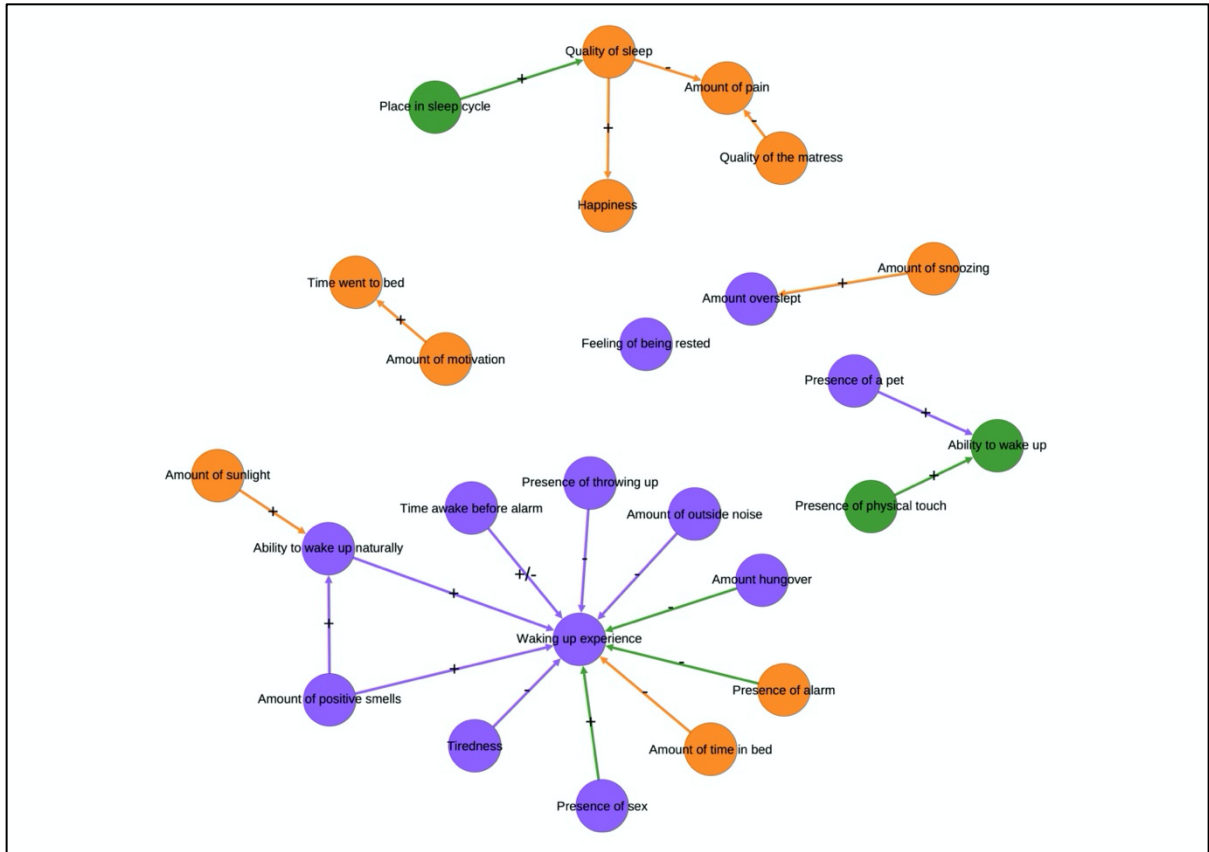 Quality of sleep
-
Amount of pain
+
Place in sleep cycle
-
+
Quality of the matress
Happiness
Time went to bed
Amount of snoozing
+
Amount overslept
+
Amount of motivation
Feeling of being rested
Presence of a pet
+
Ability to wake up
+
Presence of physical touch
Amount of sunlight
+
Ability to wake up naturally
Time awake before alarm
Presence of throwing up
Amount of outside noise
+/-
-
-
Amount hungover
+
-
+
Waking up experience
-
Presence of alarm
+
Amount of positive smells
-
-
+
Tiredness
Amount of time in bed
Presence of sex